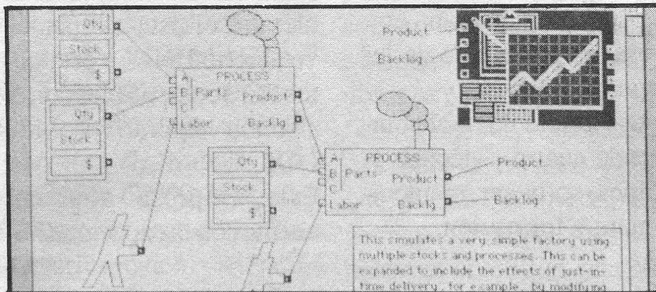 Qty
Stock
$
Qty
Stock
$
PROCESS
A
B Parts
C
Product
Labor
Backlg
Product
Backlog
Qty
Stock
$
PROCESS
A
B Parts
C
Product
Labor
Backlg
Product
Backlog
This simulates a very simple factory using
multiple stocks and processes. This can be
expanded to include the effects of just-in-
time delivery, for example, by modifying